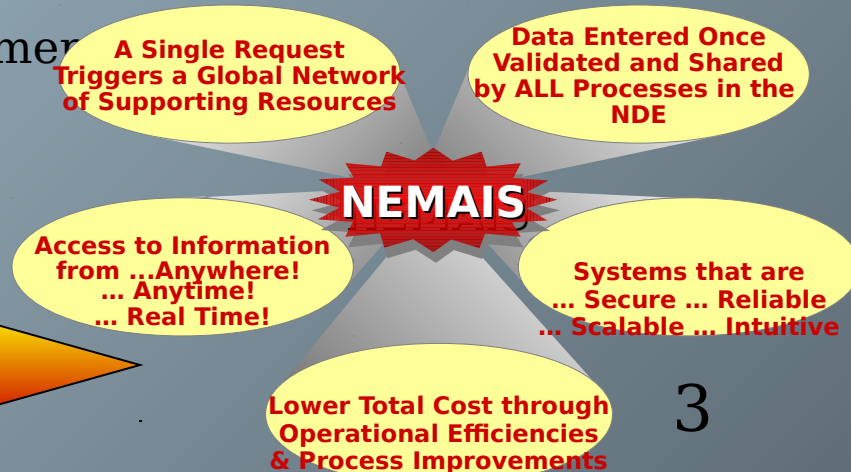 A Single Request
Triggers a Global Network
of Supporting Resources
Data Entered Once
Validated and Shared
by ALL Processes in the
NDE
NEMAIS
Access to Information
from ...Anywhere!
... Anytime!
... Real Time!
Systems that are
... Secure ... Reliable
... Scalable ... Intuitive
Lower Total Cost through
Operational Efficiencies
& Process Improvements
3